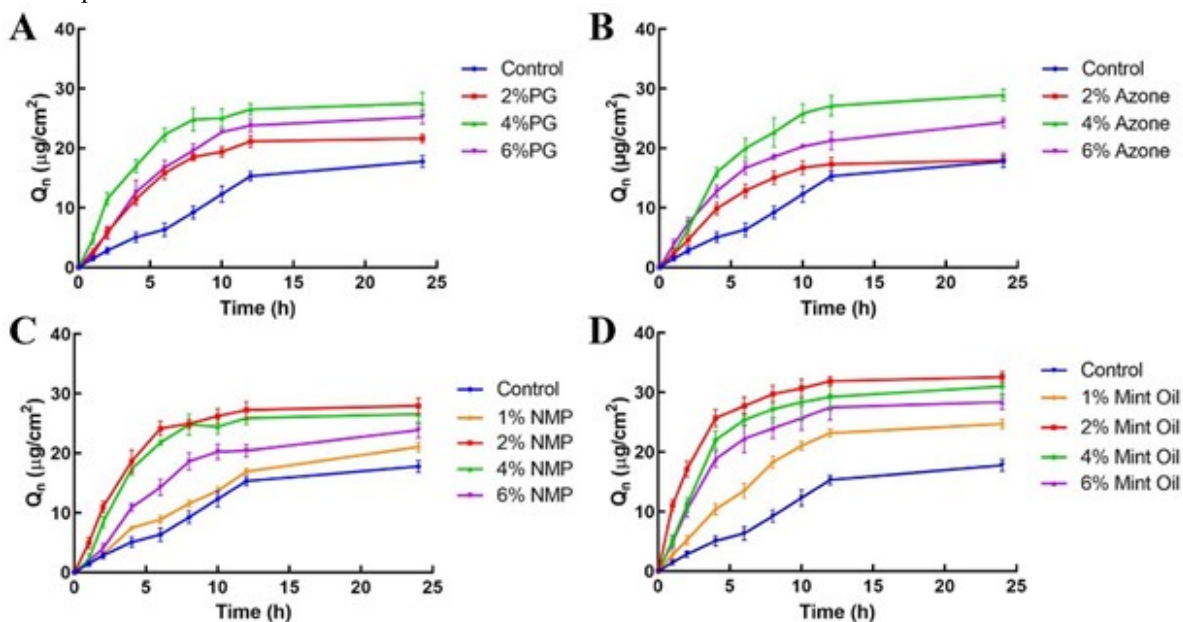 A
40
30
20
10
0
Qn (µg/cm²)
0 5 10 15 20 25
Time (h)
Control
2%PG
4%PG
6%PG
B
40
30
20
10
0
Qn (µg/cm²)
0 5 10 15 20 25
Time (h)
Control
2% Azone
4% Azone
6% Azone
C
40
30
20
10
0
Qn (µg/cm²)
0 5 10 15 20 25
Time (h)
Control
1% NMP
2% NMP
4% NMP
6% NMP
D
40
30
20
10
0
Qn (µg/cm²)
0 5 10 15 20 25
Time (h)
Control
1% Mint Oil
2% Mint Oil
4% Mint Oil
6% Mint Oil